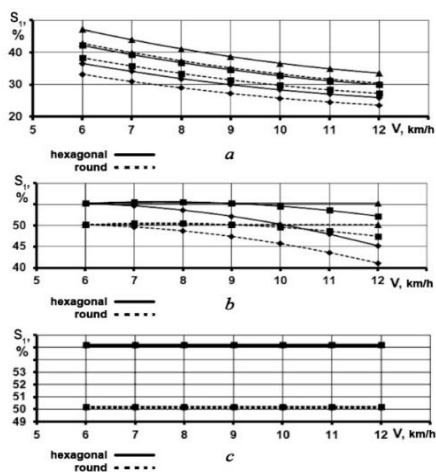 S₁, %
40
30
20
5 6 7 8 9 10 11 12 V, km/h
hexagonal
round
a
S₁, %
50
45
40
5 6 7 8 9 10 11 12 V, km/h
hexagonal
round
b
S₁, %
53
52
51
50
49
5 6 7 8 9 10 11 12 V, km/h
hexagonal
round
c